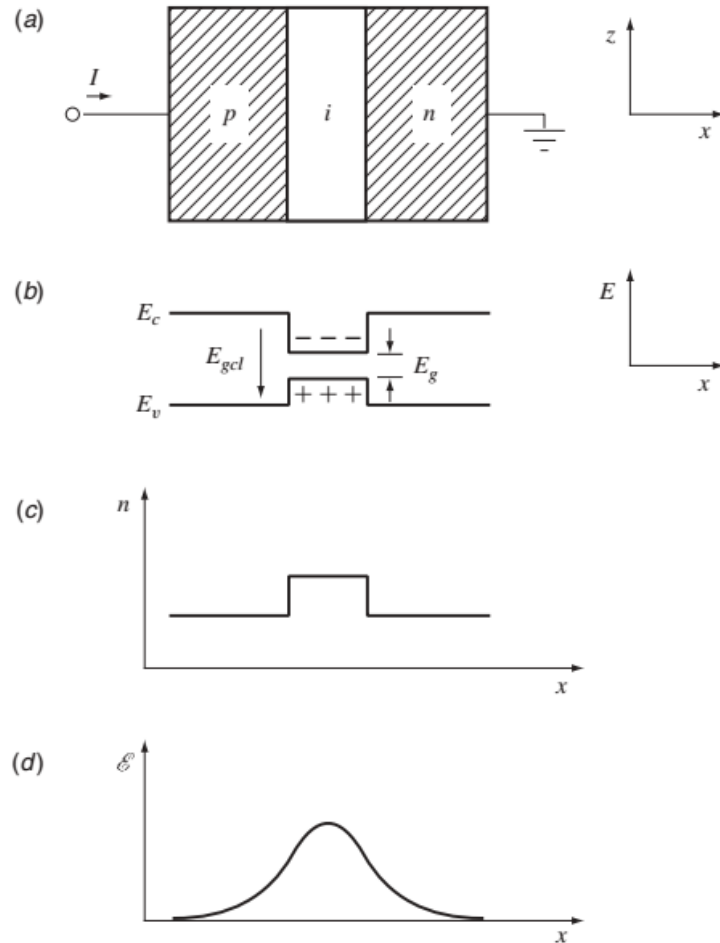 (a)
I
p
i
n
z
x
(b)
E_c
E_gcl
E_v
− − − −
+ + +
E_g
E
x
(c)
n
x
(d)
ℰ
x